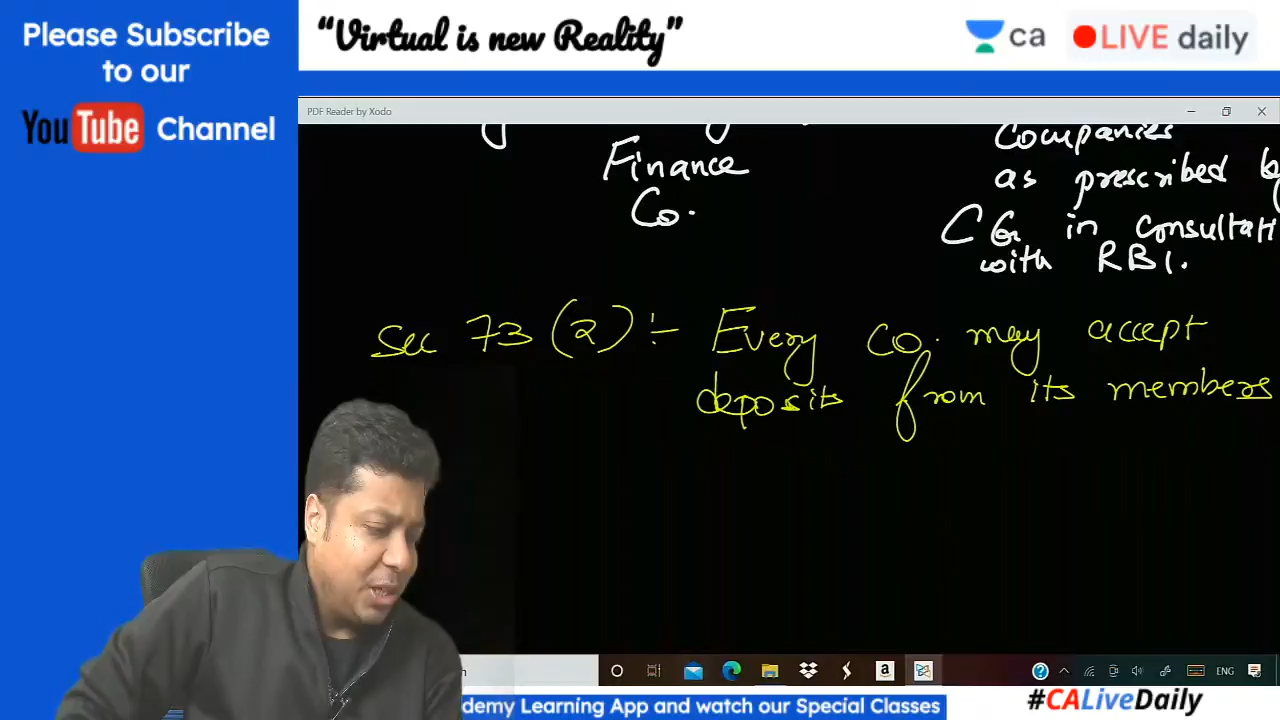 Please Subscribe
to our
YouTube Channel
“Virtual is new Reality”
ca
LIVE daily
PDF Reader by Xodo
Companies
Finance
as prescribed
Co.
CG in
with RBI.
Sec 73 (2) :- Every co. may accept
deposits from its members
ENG
demy Learning App and watch our Special Classes
#CALiveDaily